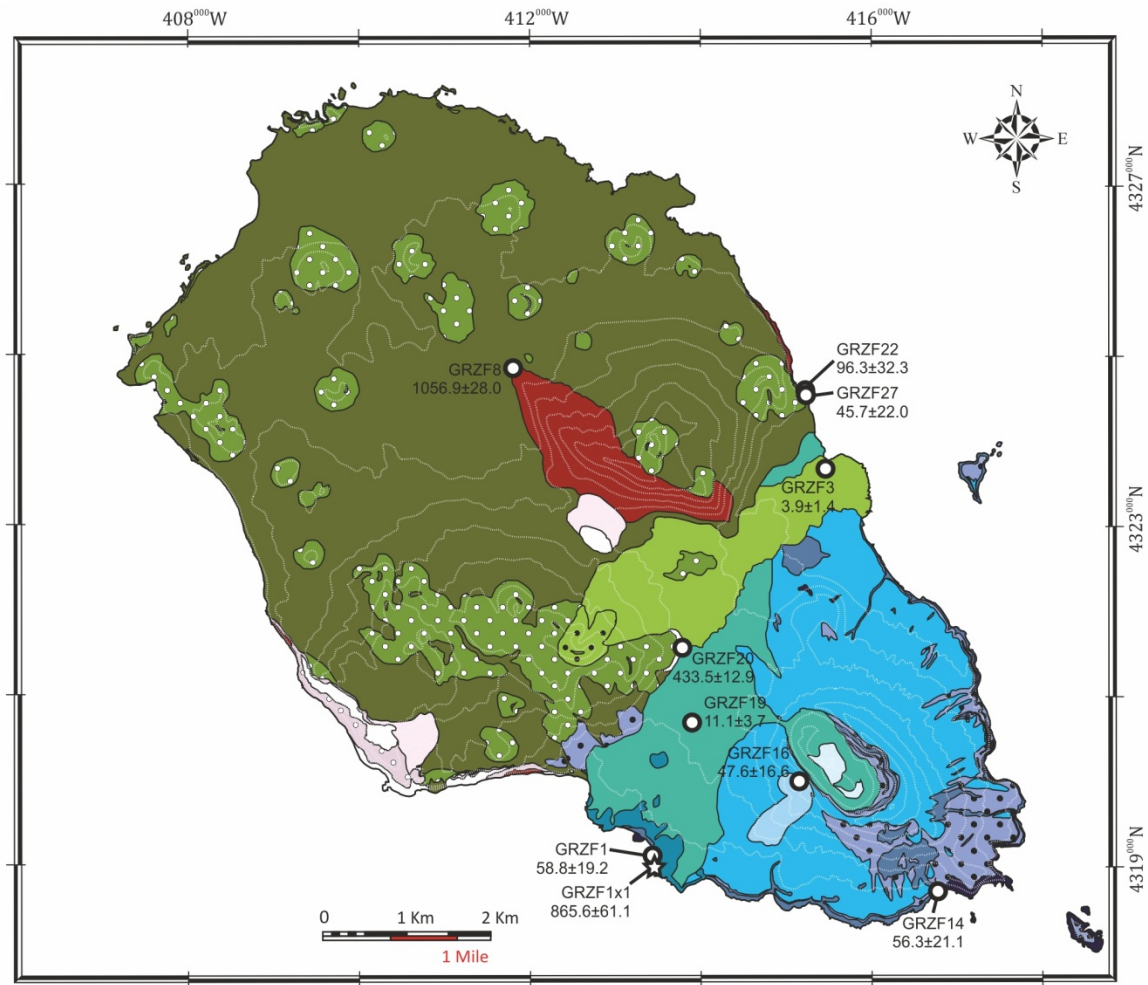 408⁰⁰⁰W
412⁰⁰⁰W
416⁰⁰⁰W
N
W
E
S
4327⁰⁰⁰N
GRZF22
96.3±32.3
GRZF8
1056.9±28.0
GRZF27
45.7±22.0
GRZF3
3.9±1.4
4323⁰⁰⁰N
GRZF20
433.5±12.9
GRZF19
11.1±3.7
GRZF16
47.6±16.6
GRZF1
58.8±19.2
4319⁰⁰⁰N
GRZF1x1
865.6±61.1
0 1 Km 2 Km
GRZF14
56.3±21.1
1 Mile